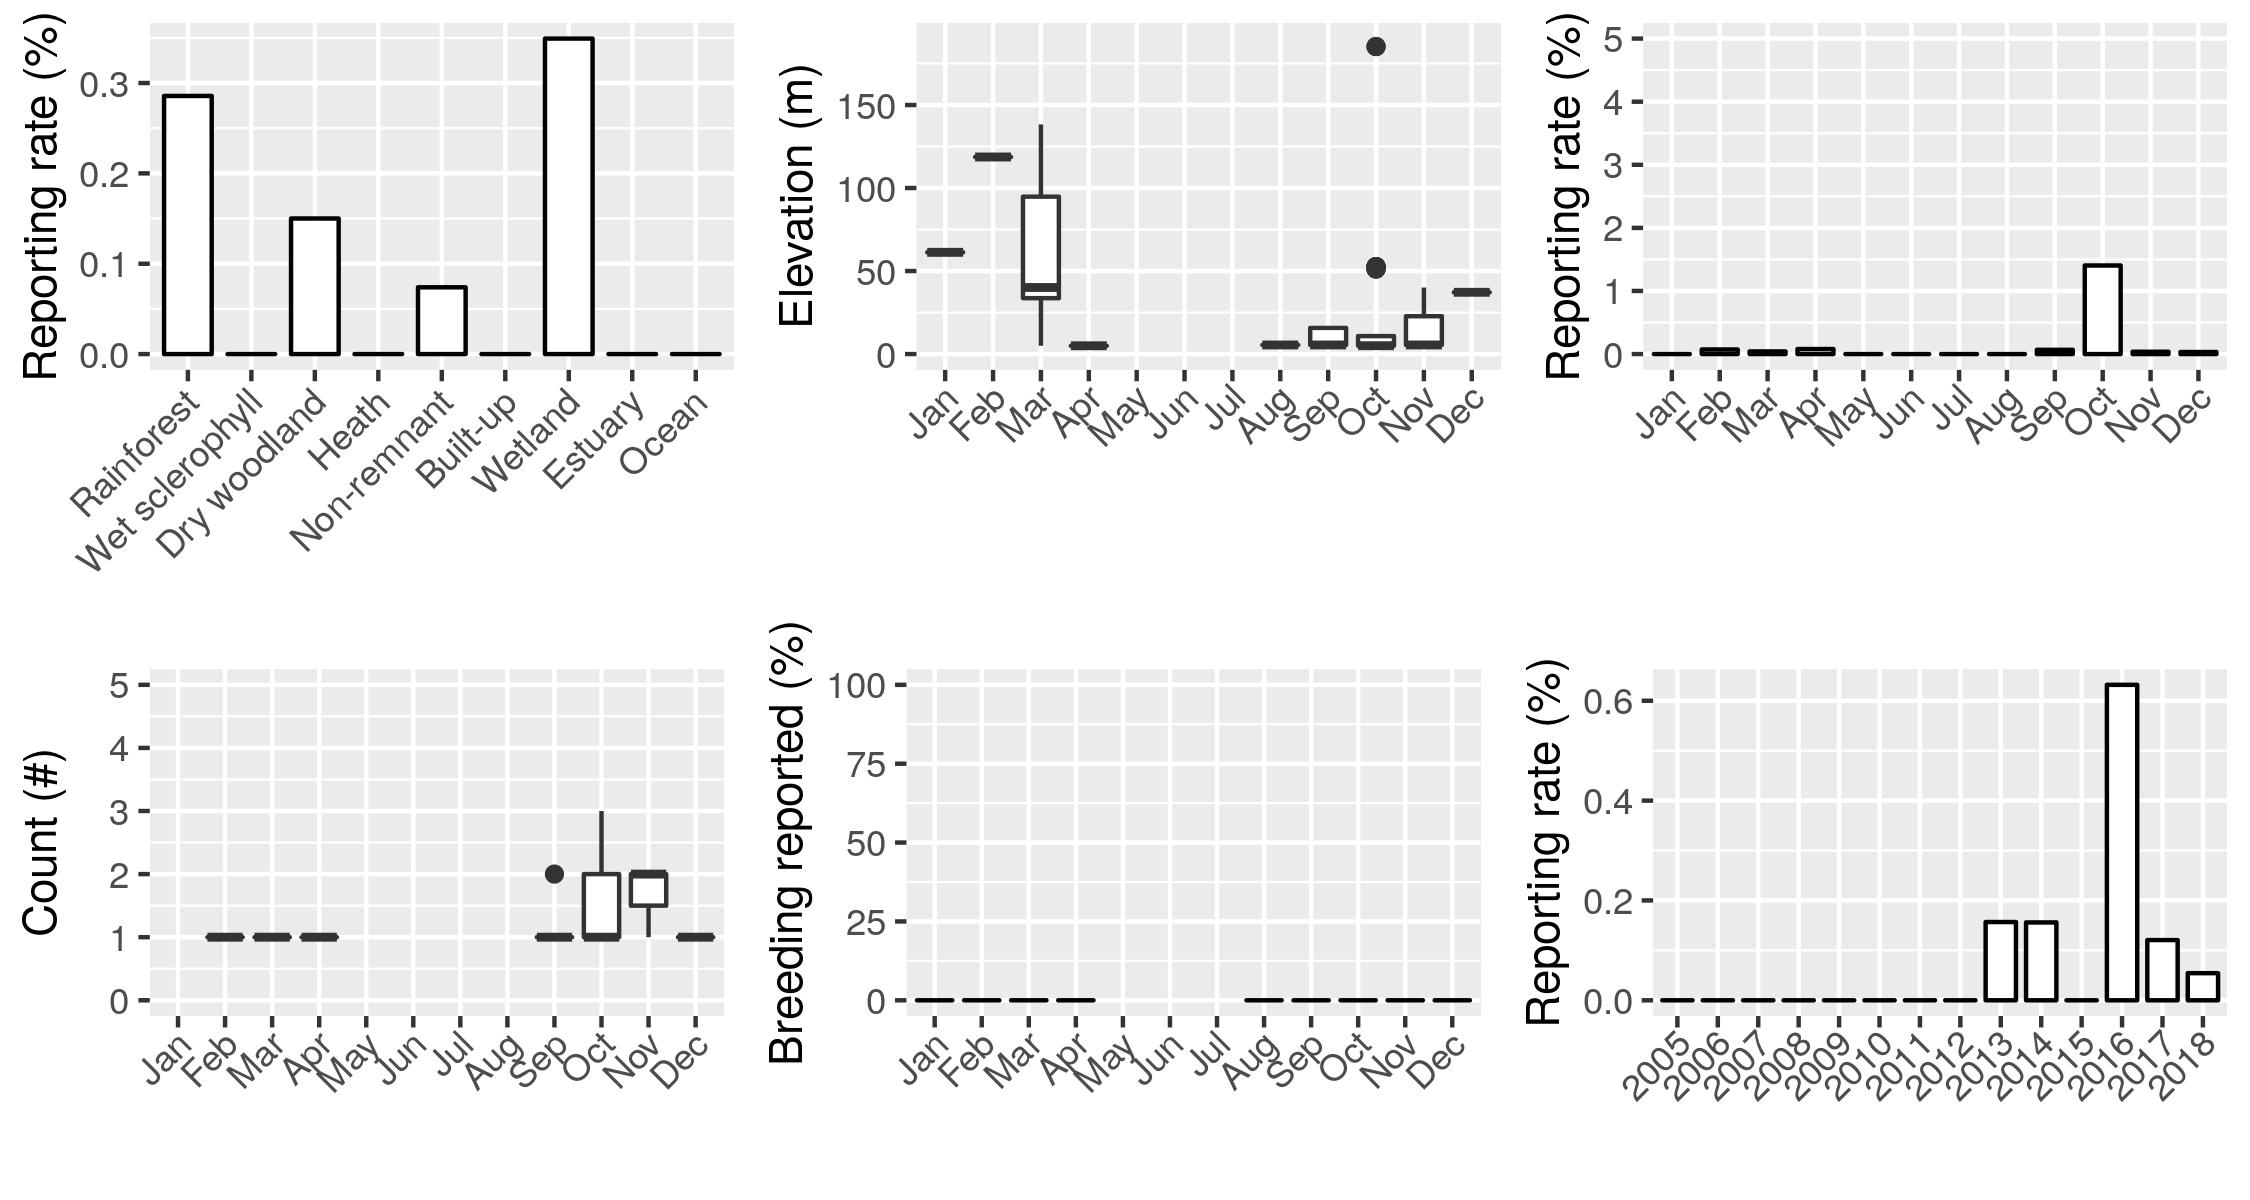 Reporting rate (%)
0.3
0.2
0.1
0.0
Rainforest
Wet sclerophyll
Dry woodland
Heath
Non-remnant
Built-up
Wetland
Estuary
Ocean
Elevation (m)
150
100
50
0
Jan
Feb
Mar
Apr
May
Jun
Jul
Aug
Sep
Oct
Nov
Dec
Reporting rate (%)
5
4
3
2
1
0
Jan
Feb
Mar
Apr
May
Jun
Jul
Aug
Sep
Oct
Nov
Dec
Count (#)
5
4
3
2
1
0
Jan
Feb
Mar
Apr
May
Jun
Jul
Aug
Sep
Oct
Nov
Dec
Breeding reported (%)
100
75
50
25
0
Jan
Feb
Mar
Apr
May
Jun
Jul
Aug
Sep
Oct
Nov
Dec
Reporting rate (%)
0.6
0.4
0.2
0.0
2005
2006
2007
2008
2009
2010
2011
2012
2013
2014
2015
2016
2017
2018